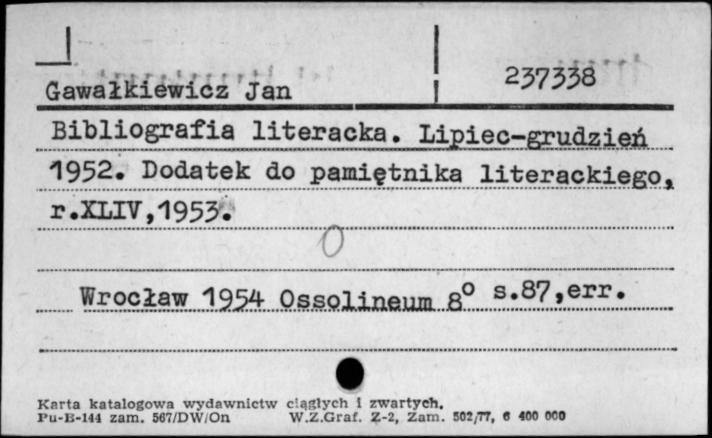 Gawałkiewicz Jan 237338
Bibliografia literacka. Lipiec-grudzień
1952. Dodatek do pamiętnika literackiego,
r.XLIV,1953.
0
Wrocław 1954 Ossolineum 8° s.87,err.
Karta katalogowa wydawnictw ciągłych i zwartych.
Pu-B-144 zam. 567/DW/On W.Z.Graf. Z-2, Zam. 502/77, 6 400 000